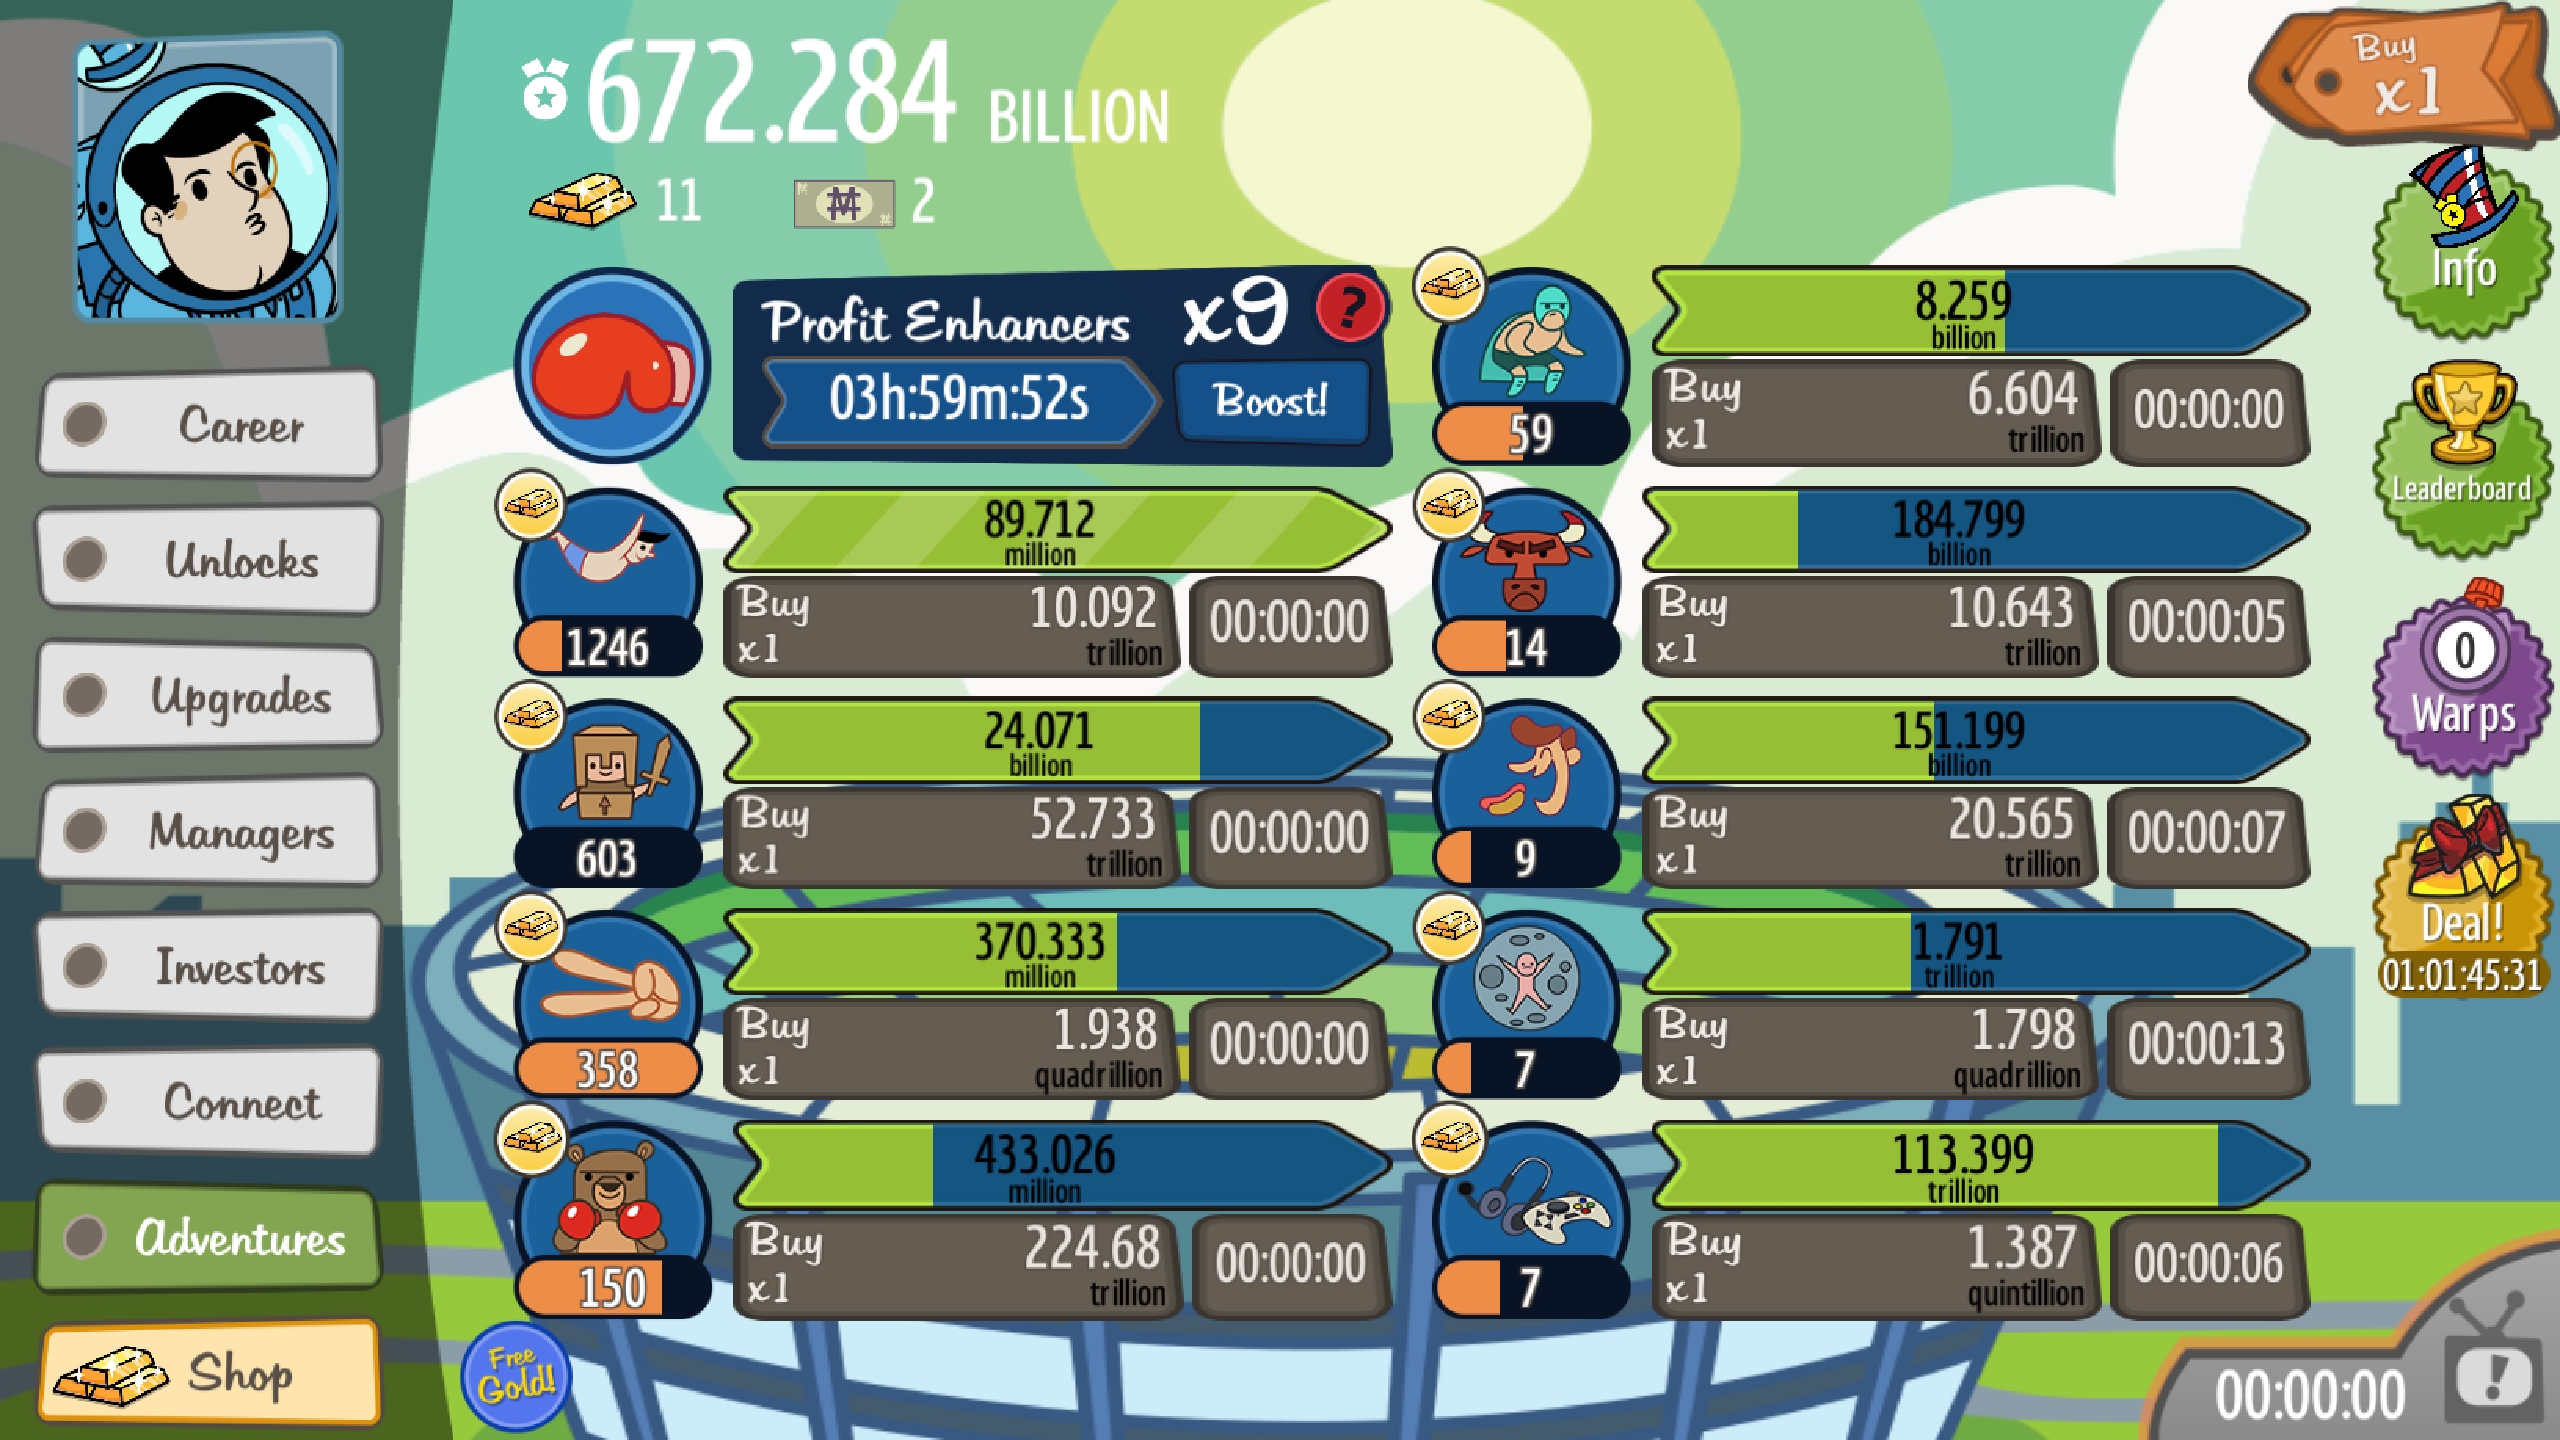 672.284 BILLION
11
2
Buy
x1
Career
Unlocks
Upgrades
Managers
Investors
Connect
Adventures
Shop
Free
Gold!
Profit Enhancers x9 ?
03h:59m:52s
Boost!
1246
89.712
million
Buy
x1
10.092
trillion
00:00:00
603
24.071
billion
Buy
x1
52.733
trillion
00:00:00
358
370.333
million
Buy
x1
1.938
quadrillion
00:00:00
150
433.026
million
Buy
x1
224.68
trillion
00:00:00
59
8.259
billion
Buy
x1
6.604
trillion
00:00:00
14
184.799
billion
Buy
x1
10.643
trillion
00:00:05
9
151.199
billion
Buy
x1
20.565
trillion
00:00:07
7
1.791
trillion
Buy
x1
1.798
quadrillion
00:00:13
7
113.399
trillion
Buy
x1
1.387
quintillion
00:00:06
Info
Leaderboard
0
Warps
Deal!
01:01:45:31
00:00:00
!